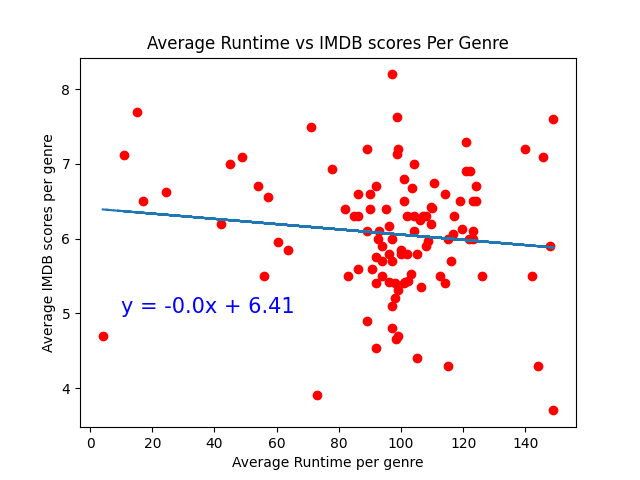 Average Runtime vs IMDB scores Per Genre
Average IMDB scores per genre
8
7
6
5
4
y = -0.0x + 6.41
0 20 40 60 80 100 120 140
Average Runtime per genre